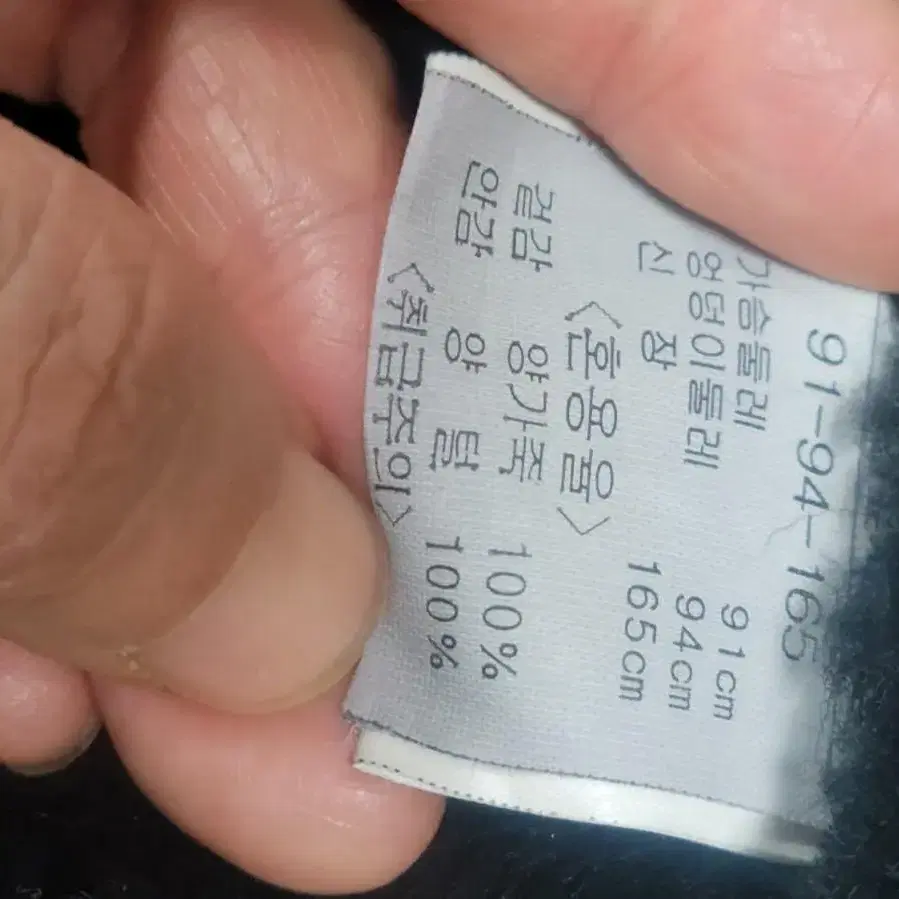 91-94-165
가슴둘레 91cm
엉덩이둘레 94cm
신 장 165cm
<혼용율>
겉감 양가죽 100%
안감 양 털 100%
<취급주의>